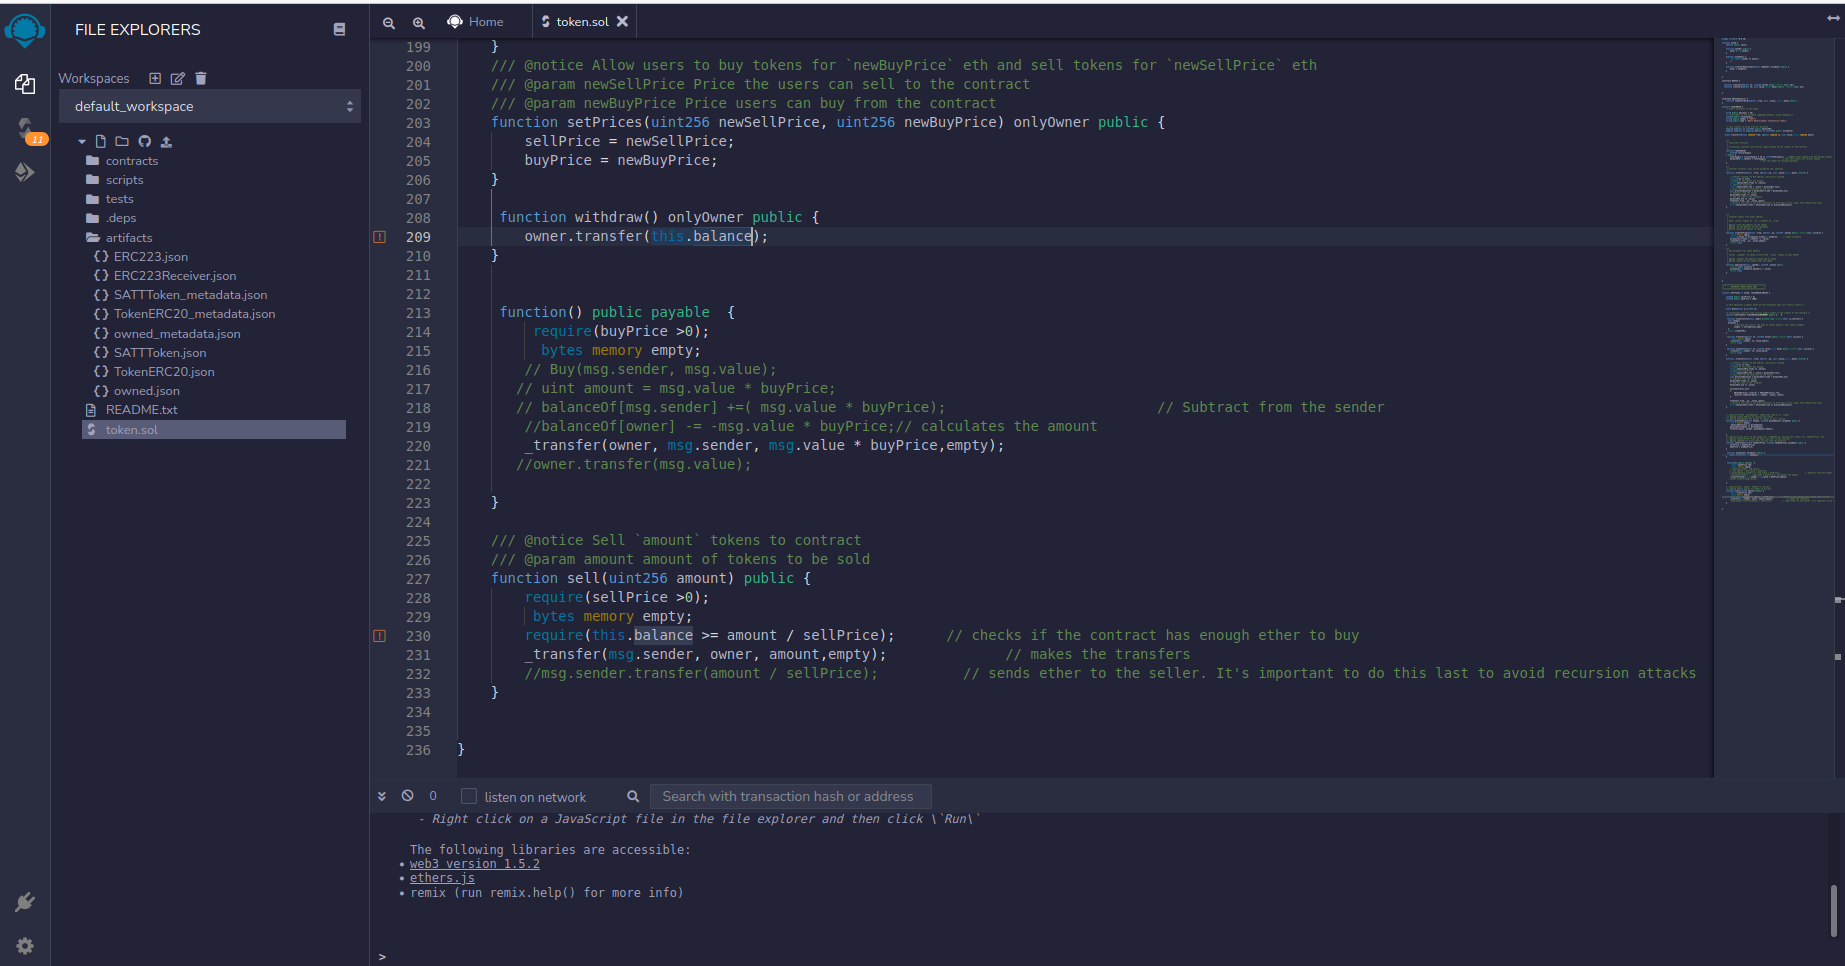 FILE EXPLORERS
Workspaces
default_workspace
11
contracts
scripts
tests
.deps
artifacts
ERC223.json
ERC223Receiver.json
SATTToken_metadata.json
TokenERC20_metadata.json
owned_metadata.json
SATTToken.json
TokenERC20.json
owned.json
README.txt
token.sol
Home
token.sol
199 }
200 /// @notice Allow users to buy tokens for `newBuyPrice` eth and sell tokens for `newSellPrice` eth
201 /// @param newSellPrice Price the users can sell to the contract
202 /// @param newBuyPrice Price users can buy from the contract
203 function setPrices(uint256 newSellPrice, uint256 newBuyPrice) onlyOwner public {
204 sellPrice = newSellPrice;
205 buyPrice = newBuyPrice;
206 }
207
208 function withdraw() onlyOwner public {
209 owner.transfer(this.balance);
210 }
211
212
213 function() public payable {
214 require(buyPrice >0);
215 bytes memory empty;
216 // Buy(msg.sender, msg.value);
217 // uint amount = msg.value * buyPrice;
218 // balanceOf[msg.sender] +=( msg.value * buyPrice); // Subtract from the sender
219 //balanceOf[owner] -= -msg.value * buyPrice;// calculates the amount
220 _transfer(owner, msg.sender, msg.value * buyPrice,empty);
221 //owner.transfer(msg.value);
222
223 }
224
225 /// @notice Sell `amount` tokens to contract
226 /// @param amount amount of tokens to be sold
227 function sell(uint256 amount) public {
228 require(sellPrice >0);
229 bytes memory empty;
230 require(this.balance >= amount / sellPrice); // checks if the contract has enough ether to buy
231 _transfer(msg.sender, owner, amount,empty); // makes the transfers
232 //msg.sender.transfer(amount / sellPrice); // sends ether to the seller. It's important to do this last to avoid recursion attacks
233 }
234
235
236 }
0 listen on network Search with transaction hash or address
- Right click on a JavaScript file in the file explorer and then click \`Run\`
The following libraries are accessible:
• web3 version 1.5.2
• ethers.js
• remix (run remix.help() for more info)
>